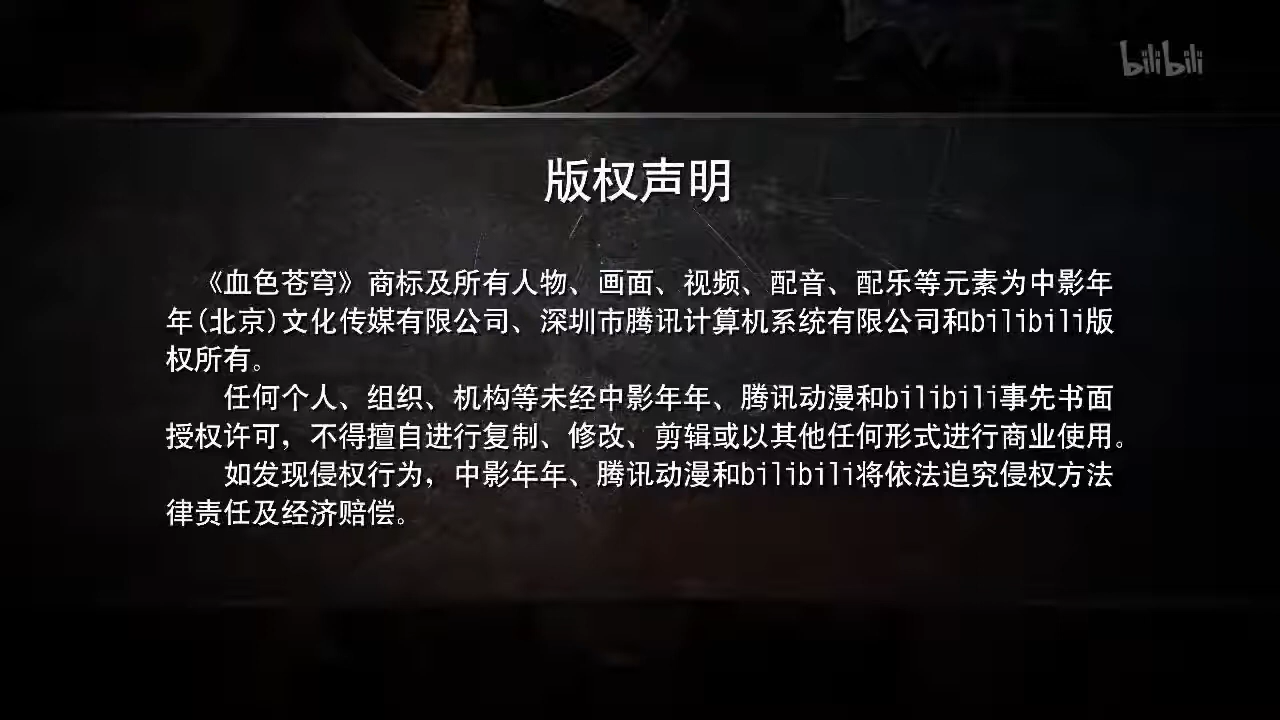 bilibili
版权声明
《血色苍穹》商标及所有人物、画面、视频、配音、配乐等元素为中影年
年(北京)文化传媒有限公司、深圳市腾讯计算机系统有限公司和bilibili版
权所有。
任何个人、组织、机构等未经中影年年、腾讯动漫和bilibili事先书面
授权许可，不得擅自进行复制、修改、剪辑或以其他任何形式进行商业使用。
如发现侵权行为，中影年年、腾讯动漫和bilibili将依法追究侵权方法
律责任及经济赔偿。